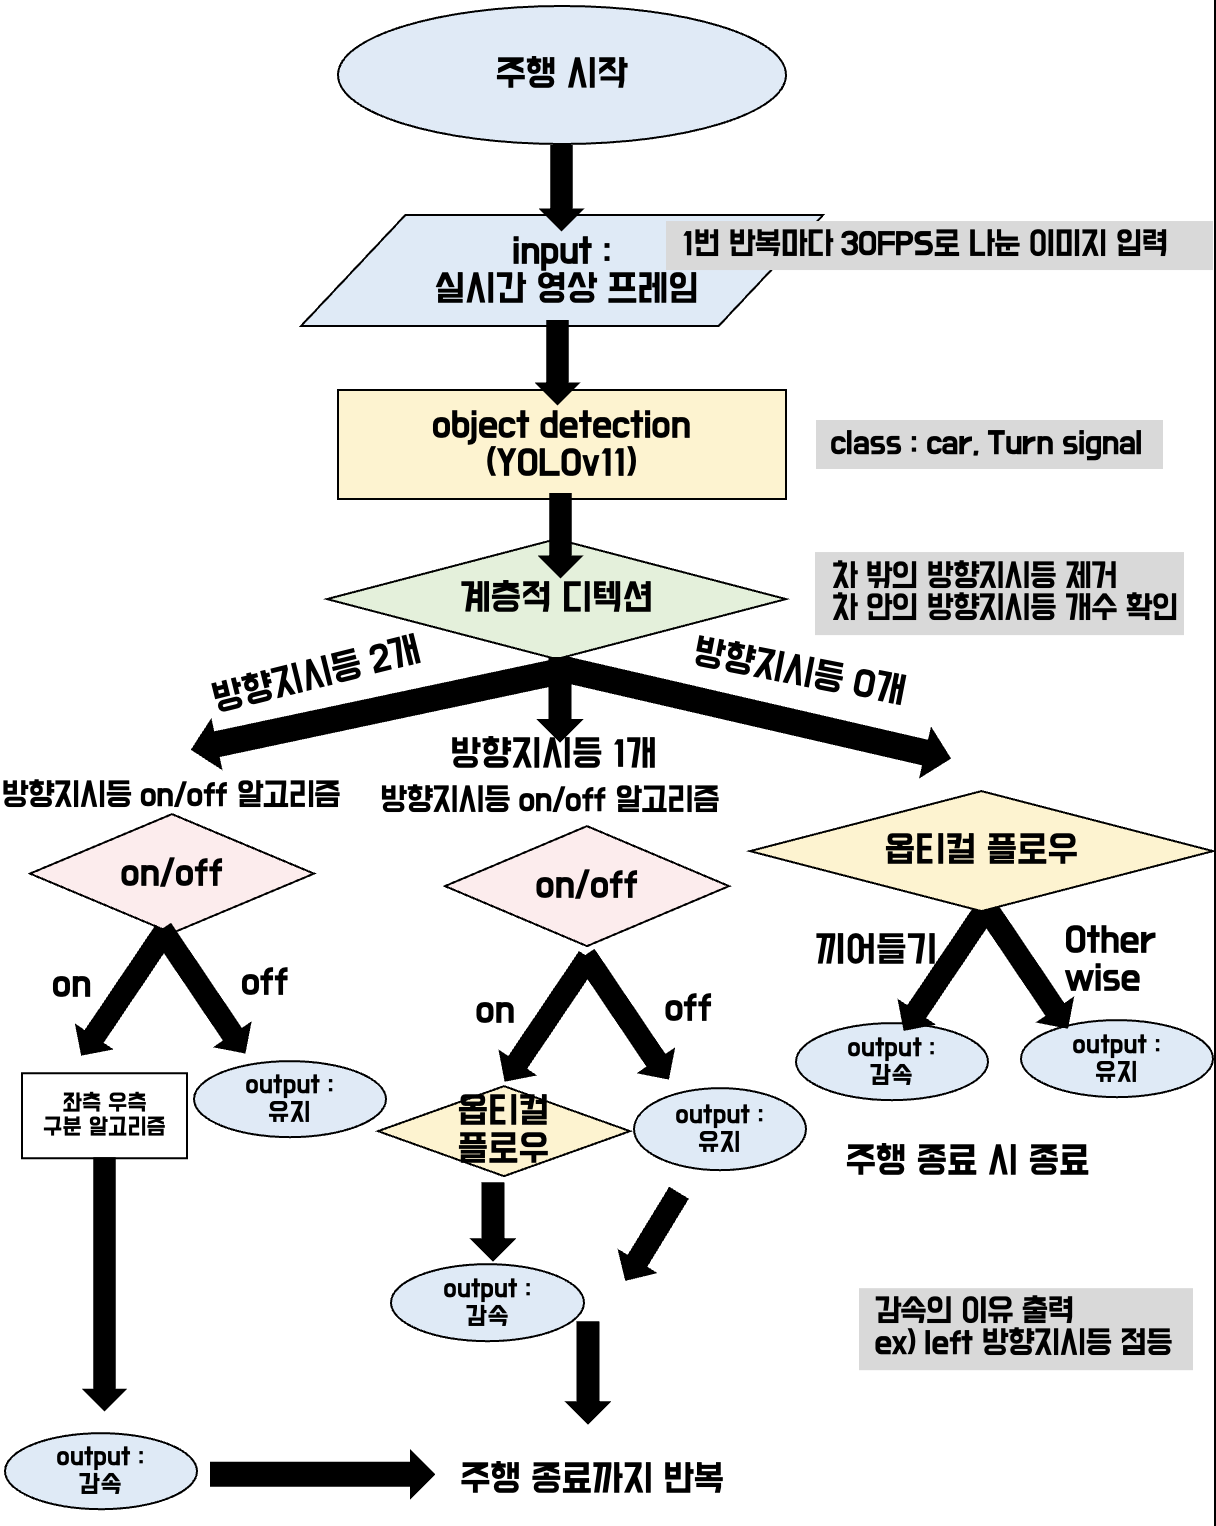 주행 시작
input :
실시간 영상 프레임
1번 반복마다 30FPS로 나눈 이미지 입력
object detection
(YOLOv11)
class : car, Turn signal
계층적 디텍션
차 밖의 방향지시등 제거
차 안의 방향지시등 개수 확인
방향지시등 2개
방향지시등 1개
방향지시등 0개
방향지시등 on/off 알고리즘
방향지시등 on/off 알고리즘
on/off
on/off
옵티컬 플로우
on
off
on
off
끼어들기
Other
wise
좌측 우측
구분 알고리즘
output :
유지
옵티컬
플로우
output :
유지
output :
감속
output :
유지
주행 종료 시 종료
output :
감속
감속의 이유 출력
ex) left 방향지시등 점등
output :
감속
주행 종료까지 반복